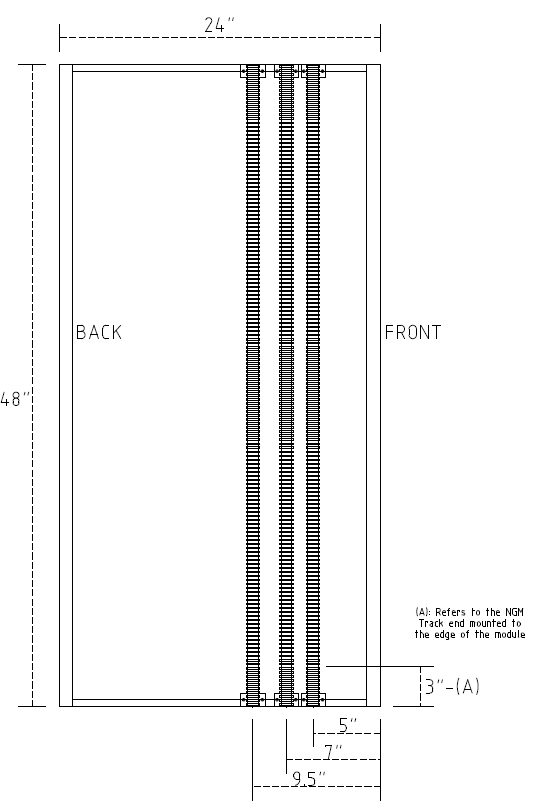 24"
BACK
FRONT
48"
(A): Refers to the NGM
Track end mounted to
the edge of the module
3"-(A)
5"
7"
9,5"